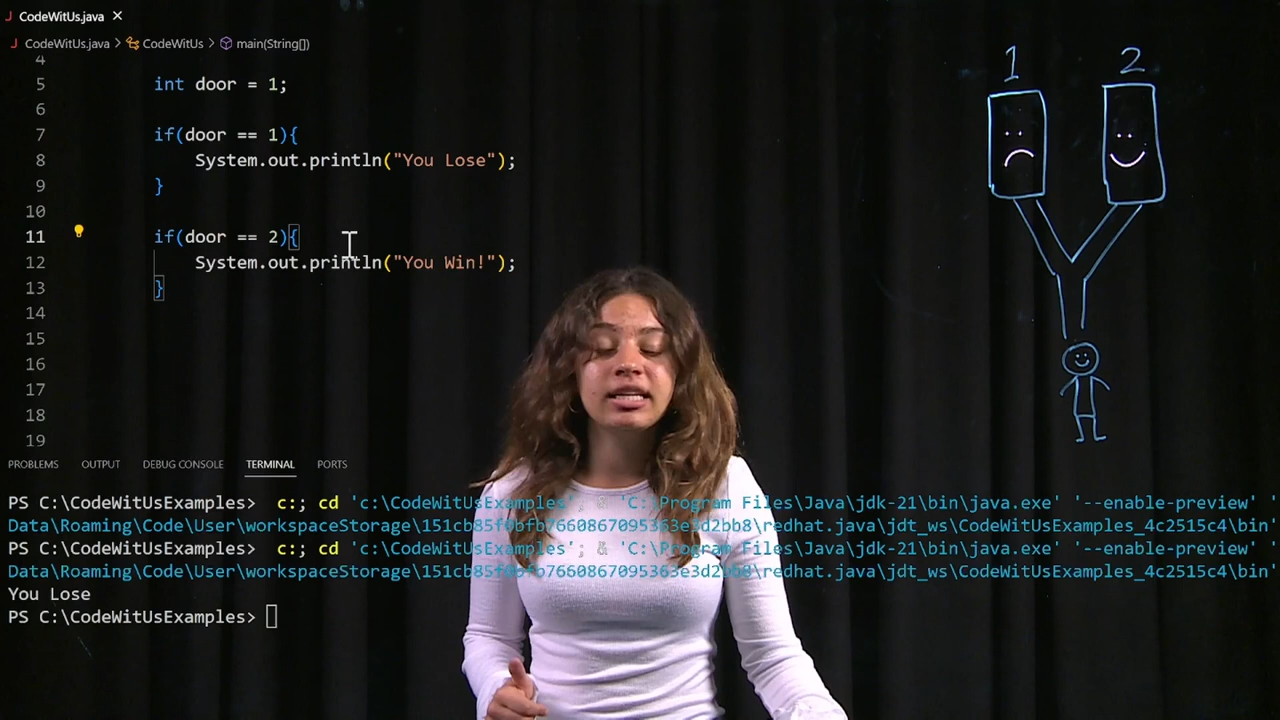 CodeWitUs.java
CodeWitUs.java > CodeWitUs > main(String[])
4
5 int door = 1;
6
7 if(door == 1){
8 System.out.println("You Lose");
9 }
10
11 if(door == 2){
12 System.out.println("You Win!");
13 }
14
15
16
17
18
19
1 2
PROBLEMS OUTPUT DEBUG CONSOLE TERMINAL PORTS
PS C:\CodeWitUsExamples> c:; cd 'c:\CodeWitUsExamples'; & 'C:\Program Files\Java\jdk-21\bin\java.exe' '--enable-preview' '
Data\Roaming\Code\User\workspaceStorage\151cb85f0bfb7660867095363e3d2bb8\redhat.java\jdt_ws\CodeWitUsExamples_4c2515c4\bin'
PS C:\CodeWitUsExamples> c:; cd 'c:\CodeWitUsExamples'; & 'C:\Program Files\Java\jdk-21\bin\java.exe' '--enable-preview' '
Data\Roaming\Code\User\workspaceStorage\151cb85f0bfb7660867095363e3d2bb8\redhat.java\jdt_ws\CodeWitUsExamples_4c2515c4\bin'
You Lose
PS C:\CodeWitUsExamples>